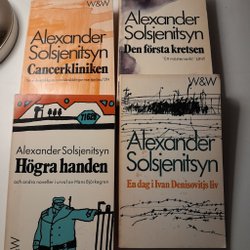 W&W
Alexander
Solsjenitsyn
Cancerkliniken
W&W
Alexander
Solsjenitsyn
Den första kretsen
Alexander Solsjenitsyn
Högra handen
och andra noveller i urval av Hans Björkegren
W&W
Alexander
Solsjenitsyn
En dag i Ivan Denisovitjs liv